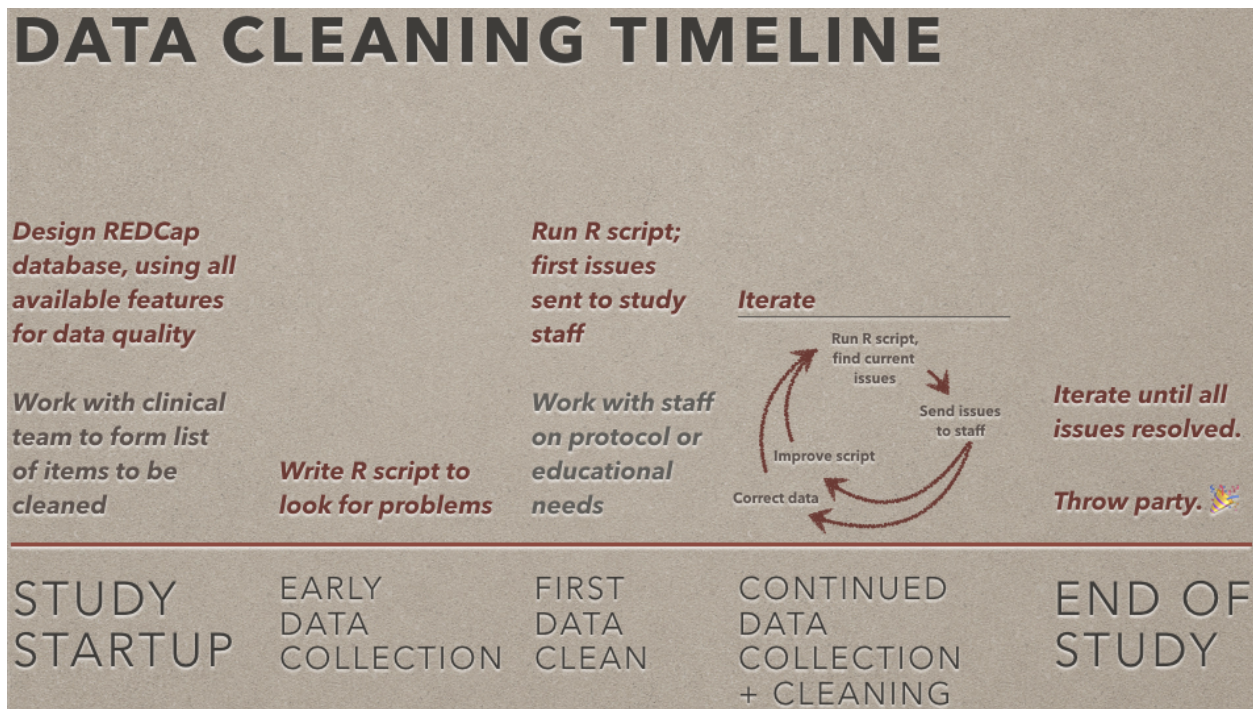 DATA CLEANING TIMELINE
Design REDCap
database, using all
available features
for data quality
Work with clinical
team to form list
of items to be
cleaned
Write R script to
look for problems
Run R script;
first issues
sent to study
staff
Work with staff
on protocol or
educational
needs
Iterate
Run R script,
find current
issues
Send issues
to staff
Improve script
Correct data
Iterate until all
issues resolved.
Throw party. 🎉
STUDY
STARTUP
EARLY
DATA
COLLECTION
FIRST
DATA
CLEAN
CONTINUED
DATA
COLLECTION
+ CLEANING
END OF
STUDY